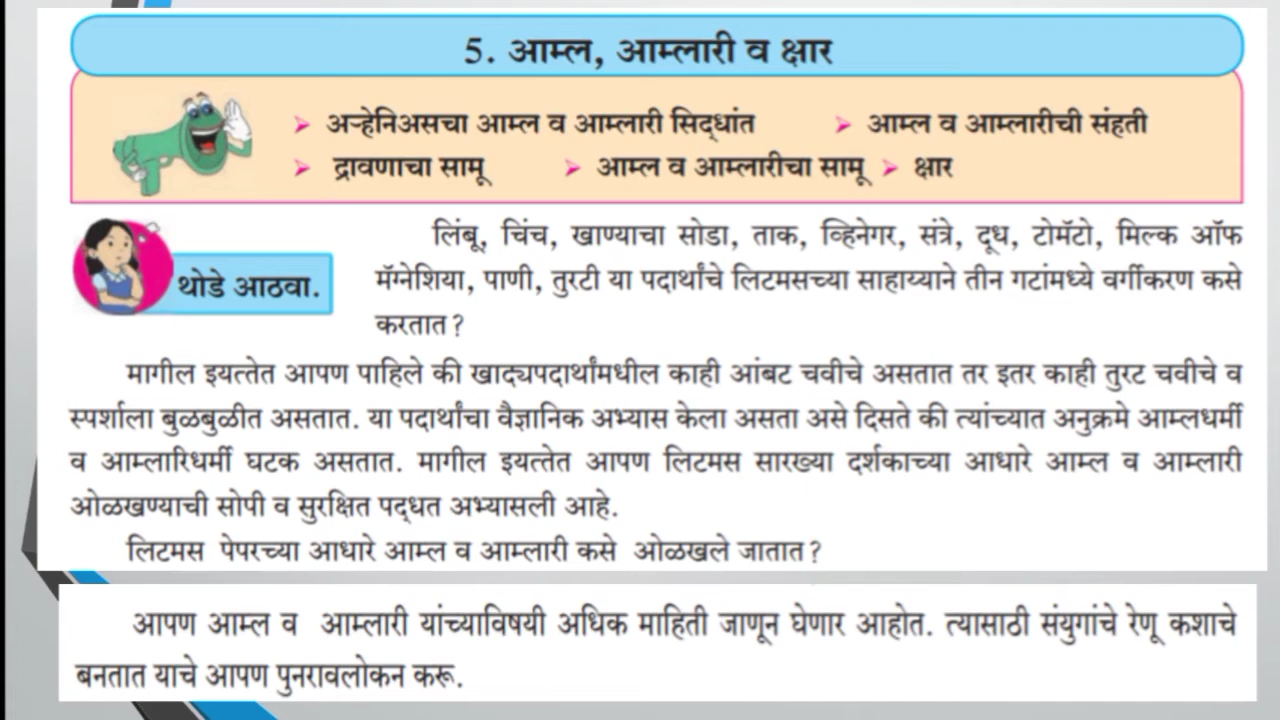 5. आम्ल, आम्लारी व क्षार
➢ अऱ्हेनिअसचा आम्ल व आम्लारी सिद्धांत ➢ आम्ल व आम्लारीची संहती
➢ द्रावणाचा सामू ➢ आम्ल व आम्लारीचा सामू ➢ क्षार
थोडे आठवा.
लिंबू, चिंच, खाण्याचा सोडा, ताक, व्हिनेगर, संत्रे, दूध, टोमॅटो, मिल्क ऑफ
मॅग्नेशिया, पाणी, तुरटी या पदार्थांचे लिटमसच्या साहाय्याने तीन गटांमध्ये वर्गीकरण कसे
करतात?
मागील इयत्तेत आपण पाहिले की खाद्यपदार्थांमधील काही आंबट चवीचे असतात तर इतर काही तुरट चवीचे व
स्पर्शाला बुळबुळीत असतात. या पदार्थांचा वैज्ञानिक अभ्यास केला असता असे दिसते की त्यांच्यात अनुक्रमे आम्लधर्मी
व आम्लारिधर्मी घटक असतात. मागील इयत्तेत आपण लिटमस सारख्या दर्शकाच्या आधारे आम्ल व आम्लारी
ओळखण्याची सोपी व सुरक्षित पद्धत अभ्यासली आहे.
लिटमस पेपरच्या आधारे आम्ल व आम्लारी कसे ओळखले जातात?
आपण आम्ल व आम्लारी यांच्याविषयी अधिक माहिती जाणून घेणार आहोत. त्यासाठी संयुगांचे रेणू कशाचे
बनतात याचे आपण पुनरावलोकन करू.